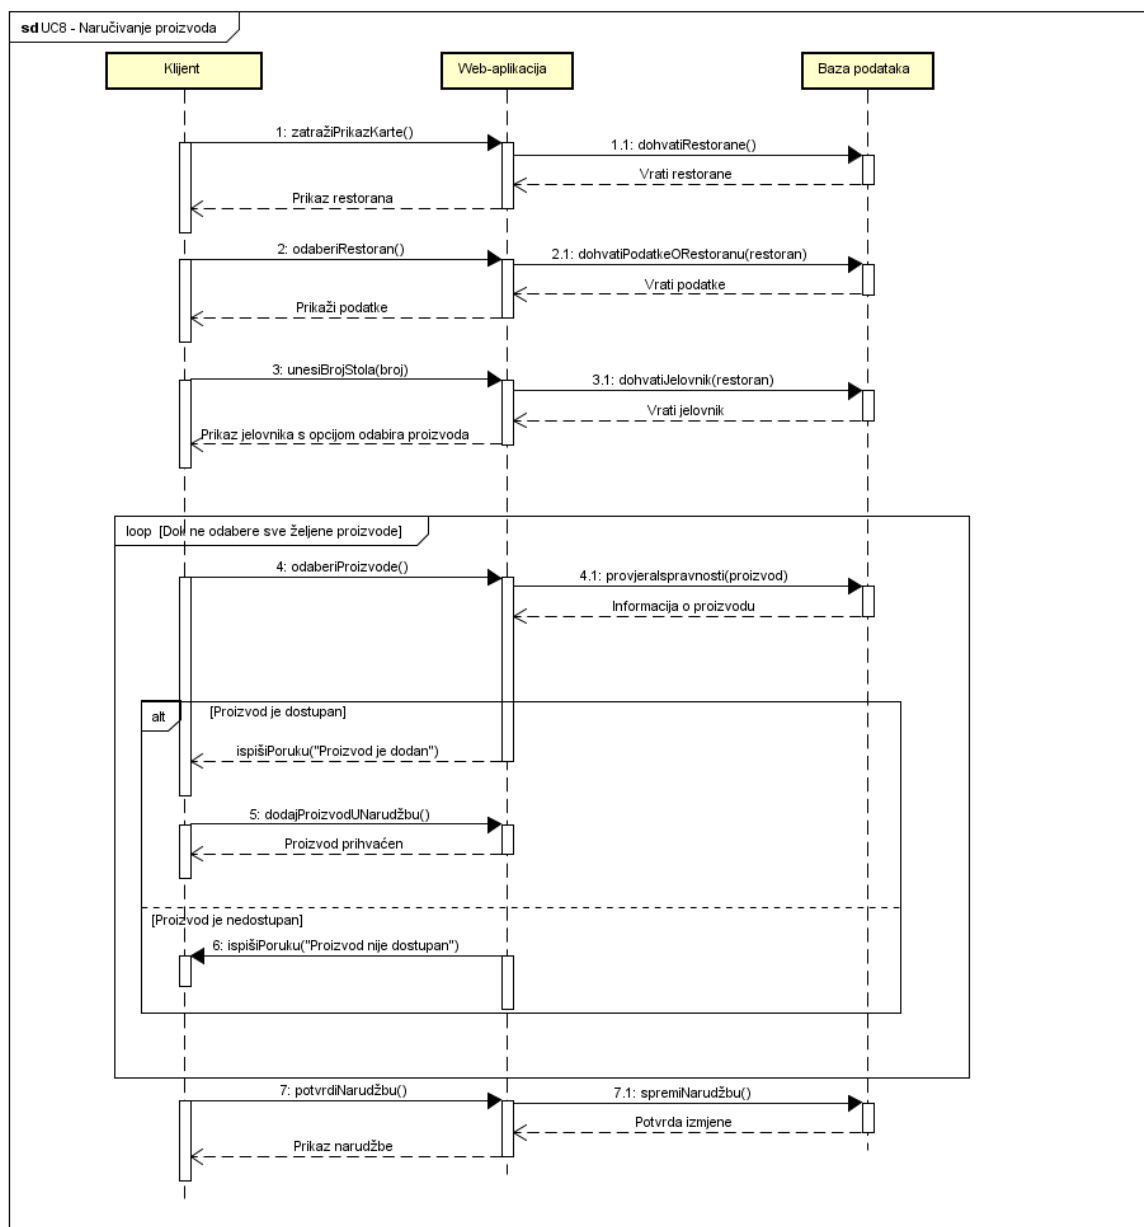 sd UC8 - Naručivanje proizvoda
Klijent
Web-aplikacija
Baza podataka
1: zatražiPrikazKarte()
1.1: dohvatiRestorane()
Vrati restorane
Prikaz restorana
2: odaberiRestoran()
2.1: dohvatiPodatkeORestoranu(restoran)
Vrati podatke
Prikaži podatke
3: unesiBrojStola(broj)
3.1: dohvatiJelovnik(restoran)
Vrati jelovnik
Prikaz jelovnika s opcijom odabira proizvoda
loop [Dok ne odabere sve željene proizvode]
4: odaberiProizvode()
4.1: provjeraIspravnosti(proizvod)
Informacija o proizvodu
alt [Proizvod je dostupan]
ispišiPoruku("Proizvod je dodan")
5: dodajProizvodUNarudžbu()
Proizvod prihvaćen
[Proizvod je nedostupan]
6: ispišiPoruku("Proizvod nije dostupan")
7: potvrdiNarudžbu()
7.1: spremiNarudžbu()
Potvrda izmjene
Prikaz narudžbe